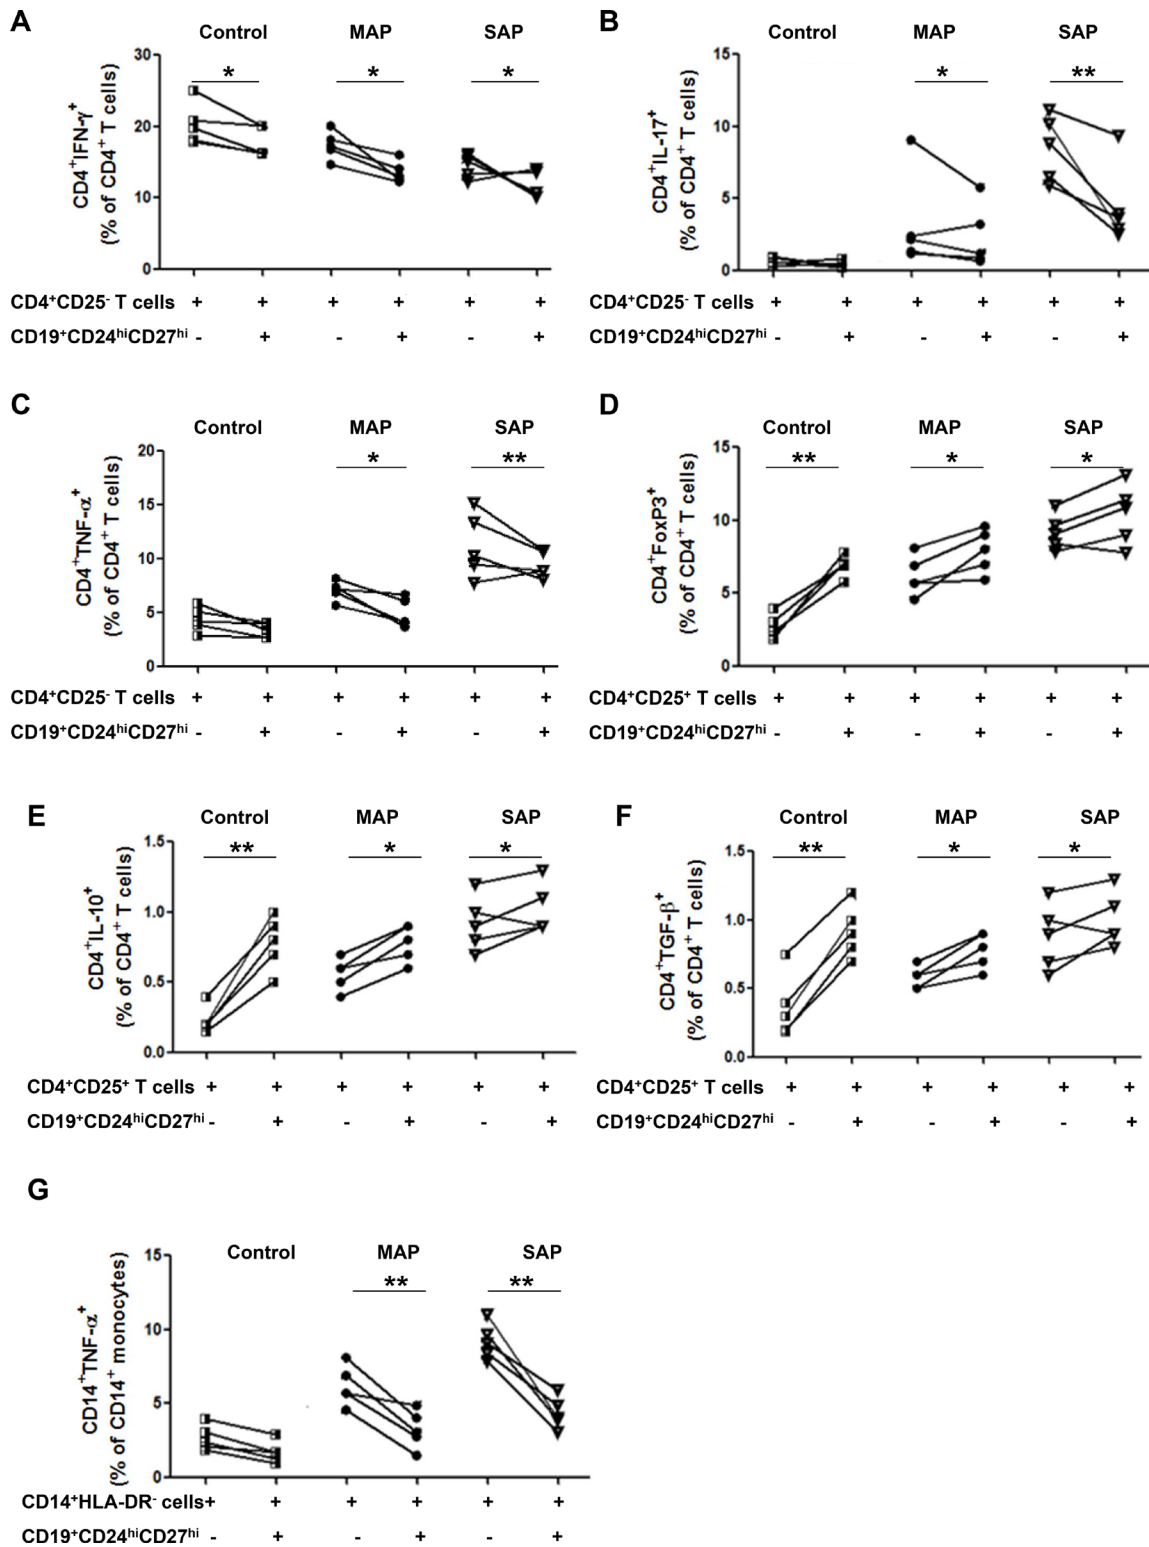 A
Control MAP SAP
* * *
CD4⁺IFN-γ⁺
(% of CD4⁺ T cells)
30
20
10
0
CD4⁺CD25⁻ T cells + + + + + +
CD19⁺CD24ʰⁱCD27ʰⁱ - + - + - +
B
Control MAP SAP
* **
CD4⁺IL-17⁺
(% of CD4⁺ T cells)
15
10
5
0
CD4⁺CD25⁻ T cells + + + + + +
CD19⁺CD24ʰⁱCD27ʰⁱ - + - + - +
C
Control MAP SAP
* **
CD4⁺TNF-α⁺
(% of CD4⁺ T cells)
20
15
10
5
0
CD4⁺CD25⁻ T cells + + + + + +
CD19⁺CD24ʰⁱCD27ʰⁱ - + - + - +
D
Control MAP SAP
** * *
CD4⁺FoxP3⁺
(% of CD4⁺ T cells)
15
10
5
0
CD4⁺CD25⁺ T cells + + + + + +
CD19⁺CD24ʰⁱCD27ʰⁱ - + - + - +
E
Control MAP SAP
** * *
CD4⁺IL-10⁺
(% of CD4⁺ T cells)
1.5
1.0
0.5
0.0
CD4⁺CD25⁺ T cells + + + + + +
CD19⁺CD24ʰⁱCD27ʰⁱ - + - + - +
F
Control MAP SAP
** * *
CD4⁺TGF-β⁺
(% of CD4⁺ T cells)
1.5
1.0
0.5
0.0
CD4⁺CD25⁺ T cells + + + + + +
CD19⁺CD24ʰⁱCD27ʰⁱ - + - + - +
G
Control MAP SAP
** **
CD14⁺TNF-α⁺
(% of CD14⁺ monocytes)
15
10
5
0
CD14⁺HLA-DR⁻ cells+ + + + + +
CD19⁺CD24ʰⁱCD27ʰⁱ - + - + - +